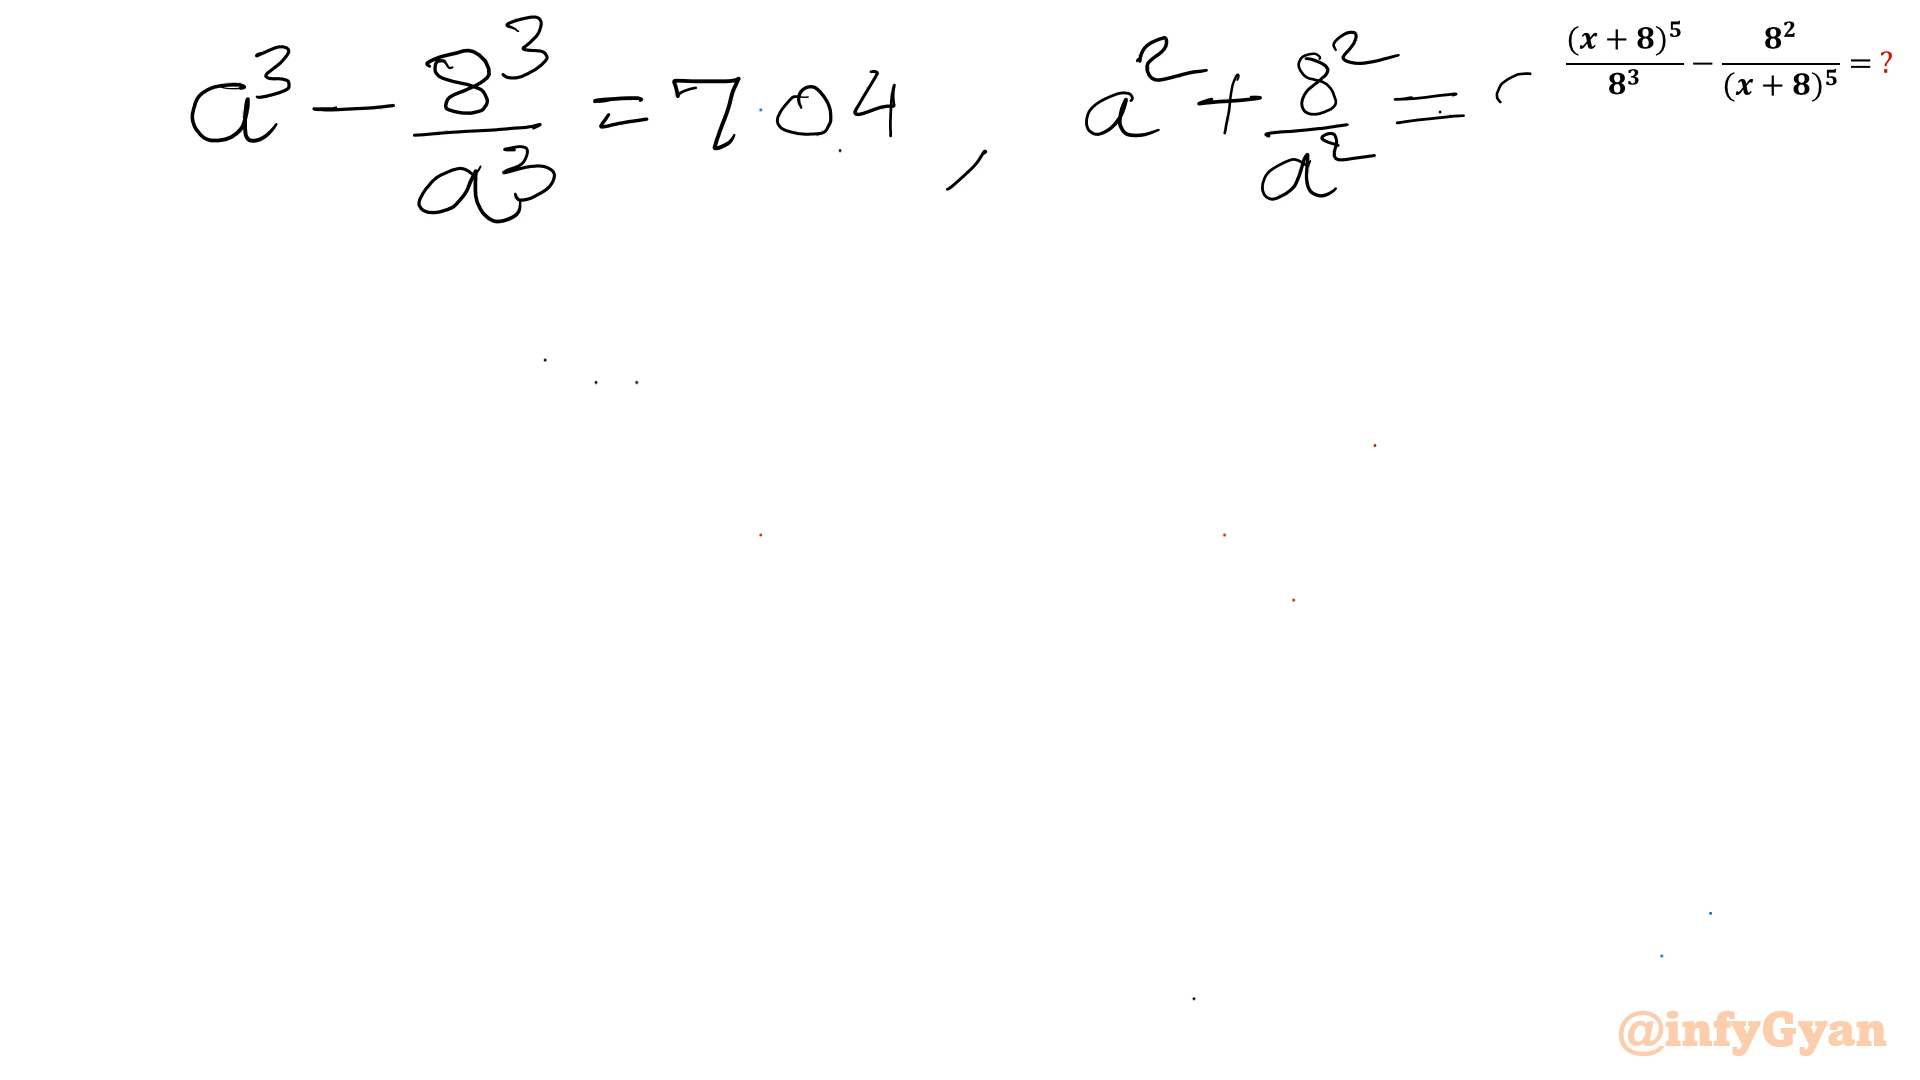 a³ - 8³/a³ = 704 , a² + 8²/a² =
(x + 8)⁵/8³ - 8²/(x + 8)⁵ = ?
@infyGyan